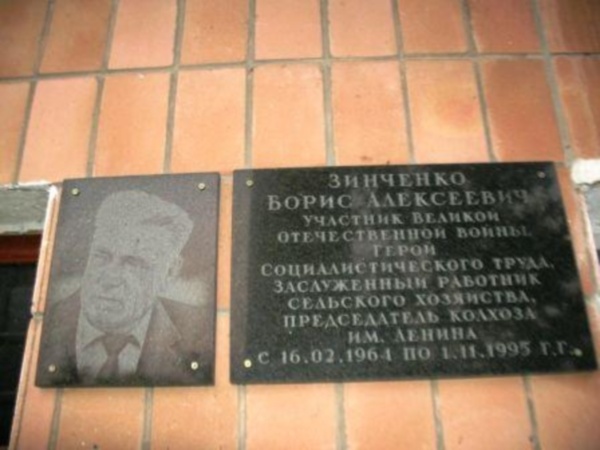 ЗИНЧЕНКО
БОРИС АЛЕКСЕЕВИЧ
УЧАСТНИК ВЕЛИКОЙ
ОТЕЧЕСТВЕННОЙ ВОЙНЫ,
ГЕРОЙ
СОЦИАЛИСТИЧЕСКОГО ТРУДА,
ЗАСЛУЖЕННЫЙ РАБОТНИК
СЕЛЬСКОГО ХОЗЯЙСТВА,
ПРЕДСЕДАТЕЛЬ КОЛХОЗА
ИМ. ЛЕНИНА
С 16.02.1964 ПО 1.11.1995 Г.Г.